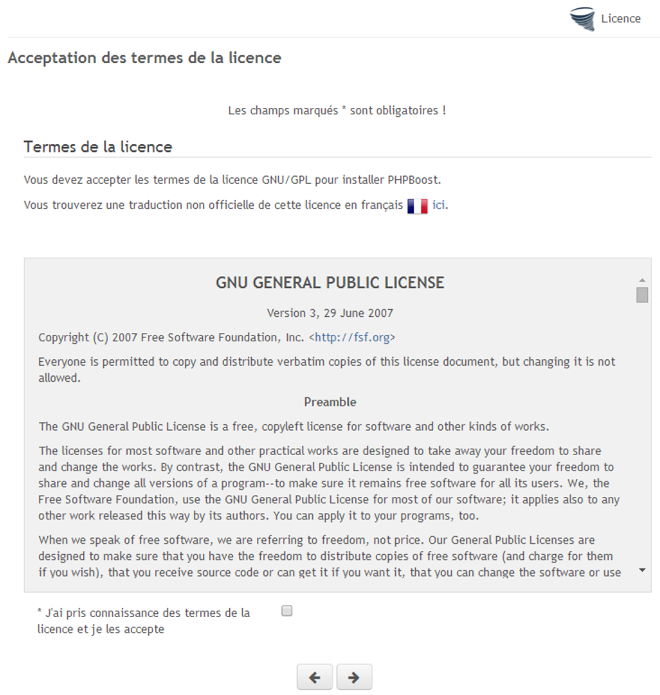 Licence
Acceptation des termes de la licence
Les champs marqués * sont obligatoires !
Termes de la licence
Vous devez accepter les termes de la licence GNU/GPL pour installer PHPBoost.
Vous trouverez une traduction non officielle de cette licence en français ici.
GNU GENERAL PUBLIC LICENSE
Version 3, 29 June 2007
Copyright (C) 2007 Free Software Foundation, Inc. <http://fsf.org>
Everyone is permitted to copy and distribute verbatim copies of this license document, but changing it is not
allowed.
Preamble
The GNU General Public License is a free, copyleft license for software and other kinds of works.
The licenses for most software and other practical works are designed to take away your freedom to share
and change the works. By contrast, the GNU General Public License is intended to guarantee your freedom to
share and change all versions of a program--to make sure it remains free software for all its users. We, the
Free Software Foundation, use the GNU General Public License for most of our software; it applies also to any
other work released this way by its authors. You can apply it to your programs, too.
When we speak of free software, we are referring to freedom, not price. Our General Public Licenses are
designed to make sure that you have the freedom to distribute copies of free software (and charge for them
if you wish), that you receive source code or can get it if you want it, that you can change the software or use
* J'ai pris connaissance des termes de la
licence et je les accepte